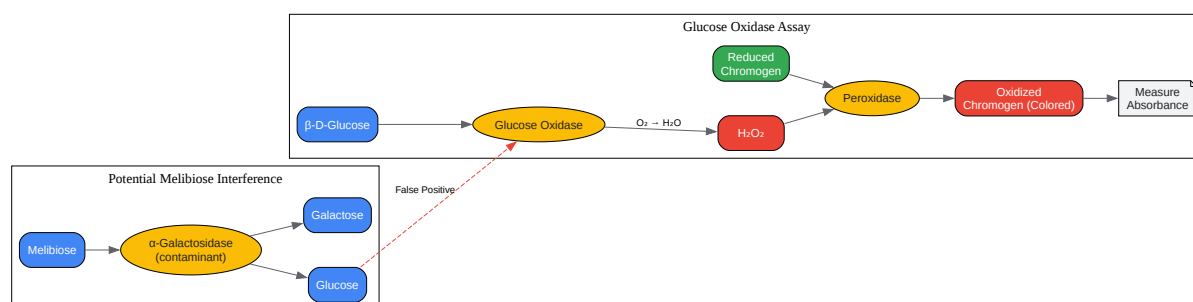 Glucose Oxidase Assay
Reduced
Chromogen
Peroxidase
Oxidized
Chromogen (Colored)
Measure
Absorbance
β-D-Glucose
Glucose Oxidase
O₂ → H₂O
H₂O₂
Potential Melibiose Interference
False Positive
Melibiose
α-Galactosidase
(contaminant)
Galactose
Glucose